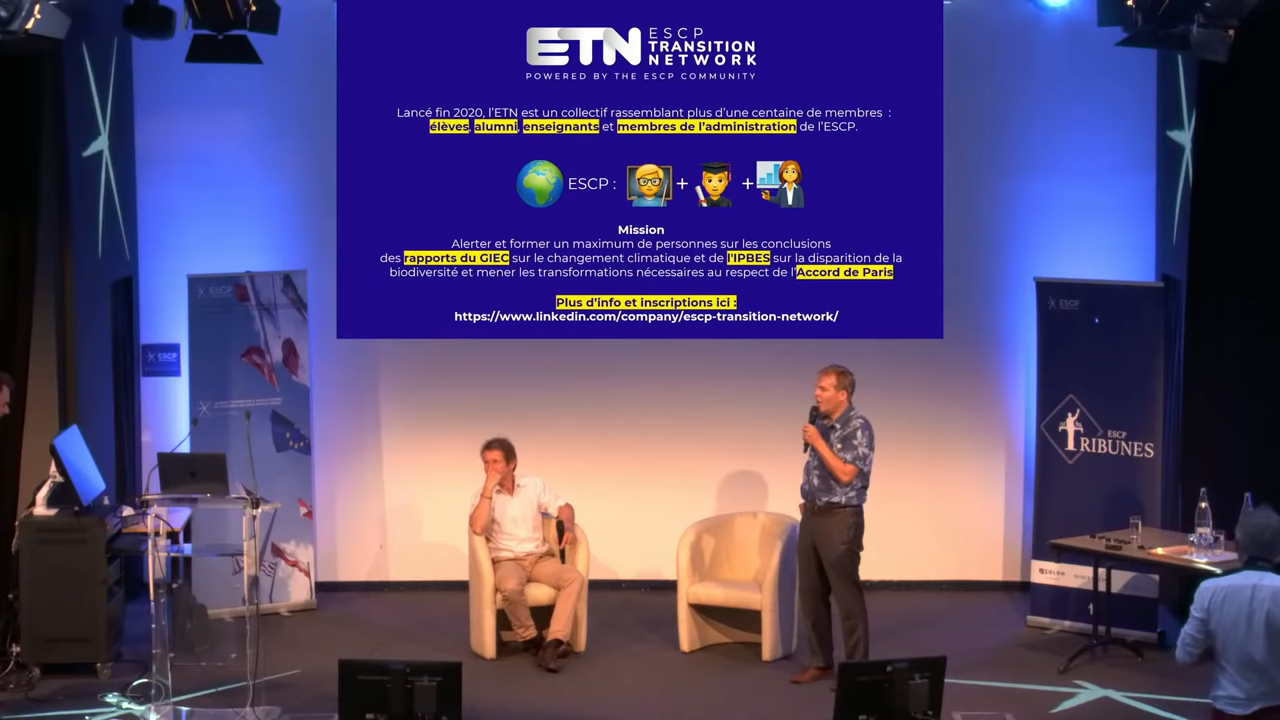 ETN ESCP
TRANSITION
NETWORK
POWERED BY THE ESCP COMMUNITY
Lancé fin 2020, l'ETN est un collectif rassemblant plus d'une centaine de membres :
élèves, alumni, enseignants et membres de l'administration de l'ESCP.
ESCP : + +
Mission
Alerter et former un maximum de personnes sur les conclusions
des rapports du GIEC sur le changement climatique et de l'IPBES sur la disparition de la
biodiversité et mener les transformations nécessaires au respect de l'Accord de Paris
Plus d'info et inscriptions ici :
https://www.linkedin.com/company/escp-transition-network/
ESCP
ESCP
ESCP
ESCP
TRIBUNES